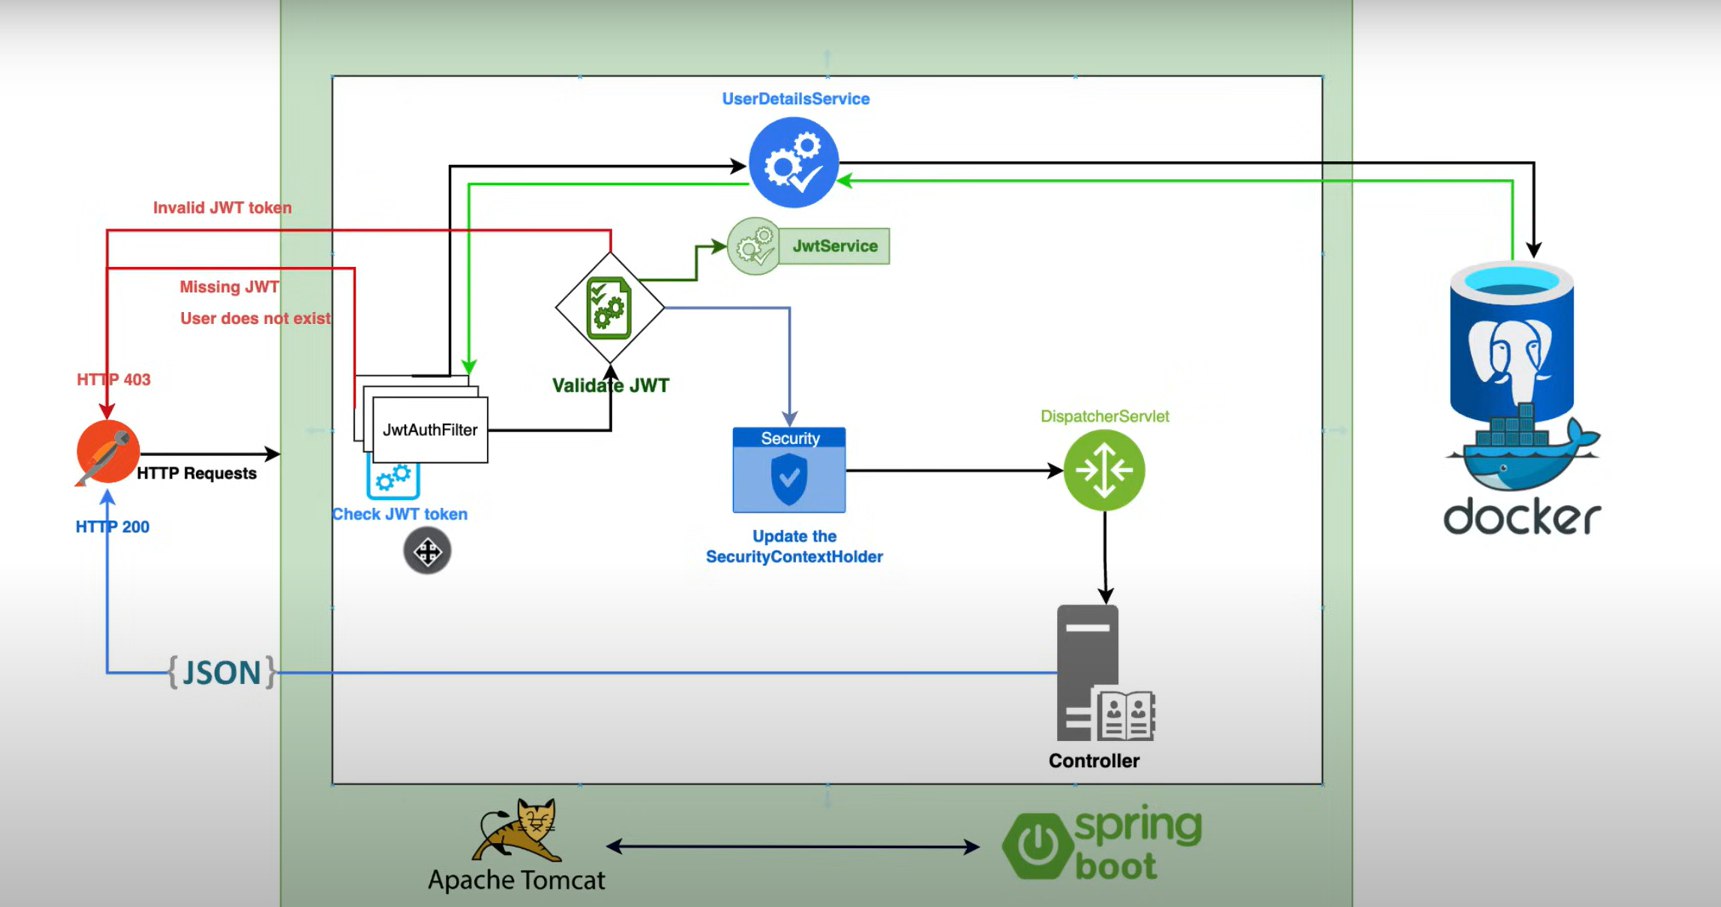 UserDetailsService
Invalid JWT token
JwtService
Missing JWT
User does not exist
HTTP 403
Validate JWT
JwtAuthFilter
DispatcherServlet
Security
HTTP Requests
Check JWT token
HTTP 200
Update the
SecurityContextHolder
docker
{JSON}
Controller
Apache Tomcat
spring
boot